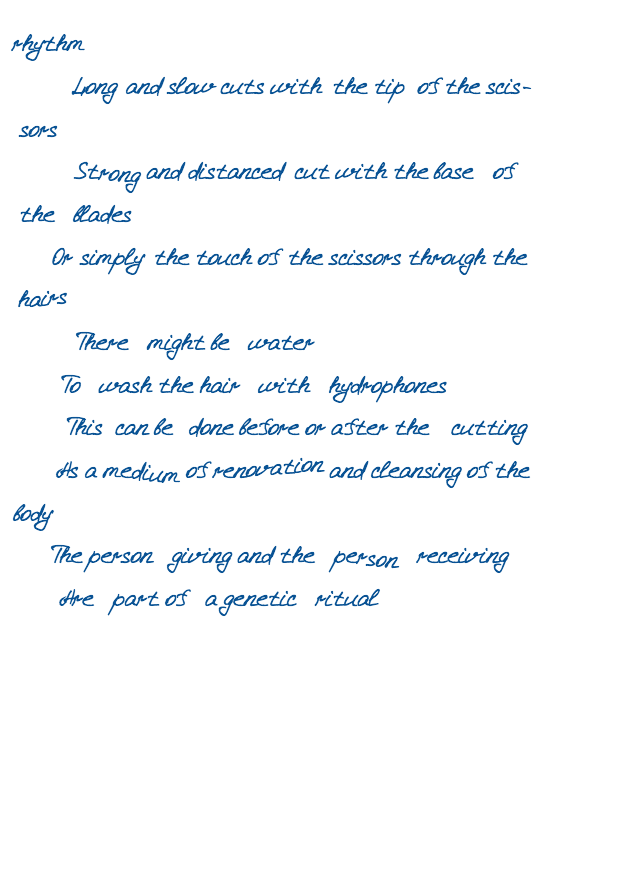 rhythm
Long and slow cuts with the tip of the scis-
sors
Strong and distanced cut with the base of
the blades
Or simply the touch of the scissors through the
hairs
There might be water
To wash the hair with hydrophones
This can be done before or after the cutting
As a medium of renovation and cleansing of the
body
The person giving and the person receiving
Are part of a genetic ritual